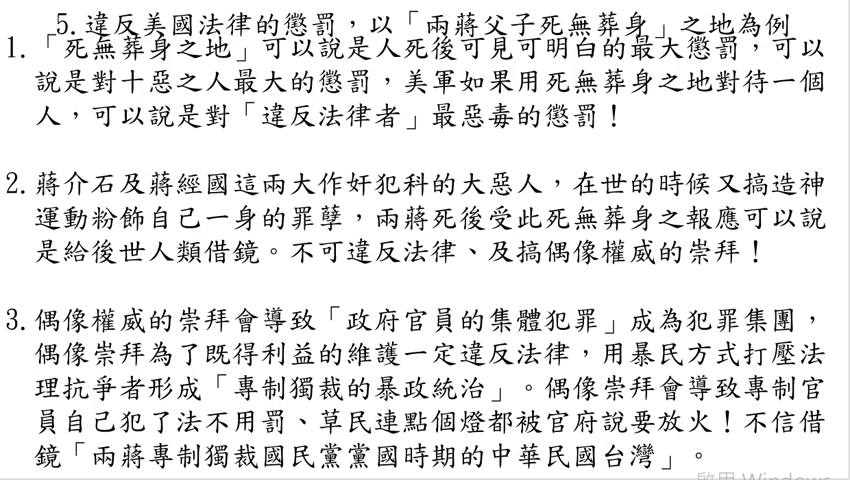 5.違反美國法律的懲罰，以「兩蔣父子死無葬身」之地為例
1.「死無葬身之地」可以說是人死後可見可明白的最大懲罰，可以
說是對十惡之人最大的懲罰，美軍如果用死無葬身之地對待一個
人，可以說是對「違反法律者」最惡毒的懲罰！
2.蔣介石及蔣經國這兩大作奸犯科的大惡人，在世的時候又搞造神
運動粉飾自己一身的罪孽，兩蔣死後受此死無葬身之報應可以說
是給後世人類借鏡。不可違反法律、及搞偶像權威的崇拜！
3.偶像權威的崇拜會導致「政府官員的集體犯罪」成為犯罪集團，
偶像崇拜為了既得利益的維護一定違反法律，用暴民方式打壓法
理抗爭者形成「專制獨裁的暴政統治」。偶像崇拜會導致專制官
員自己犯了法不用罰、草民連點個燈都被官府說要放火！不信借
鏡「兩蔣專制獨裁國民黨黨國時期的中華民國台灣」。
啟用 Windows